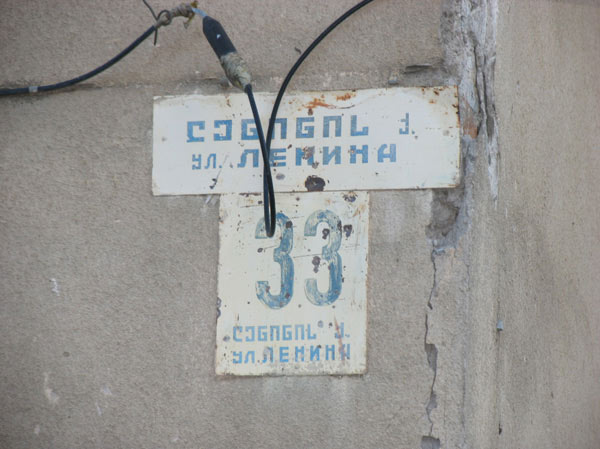 ლენინის ქ.
ул. ЛЕНИНА
33
ლენინის ქ.
УЛ. ЛЕНИНА